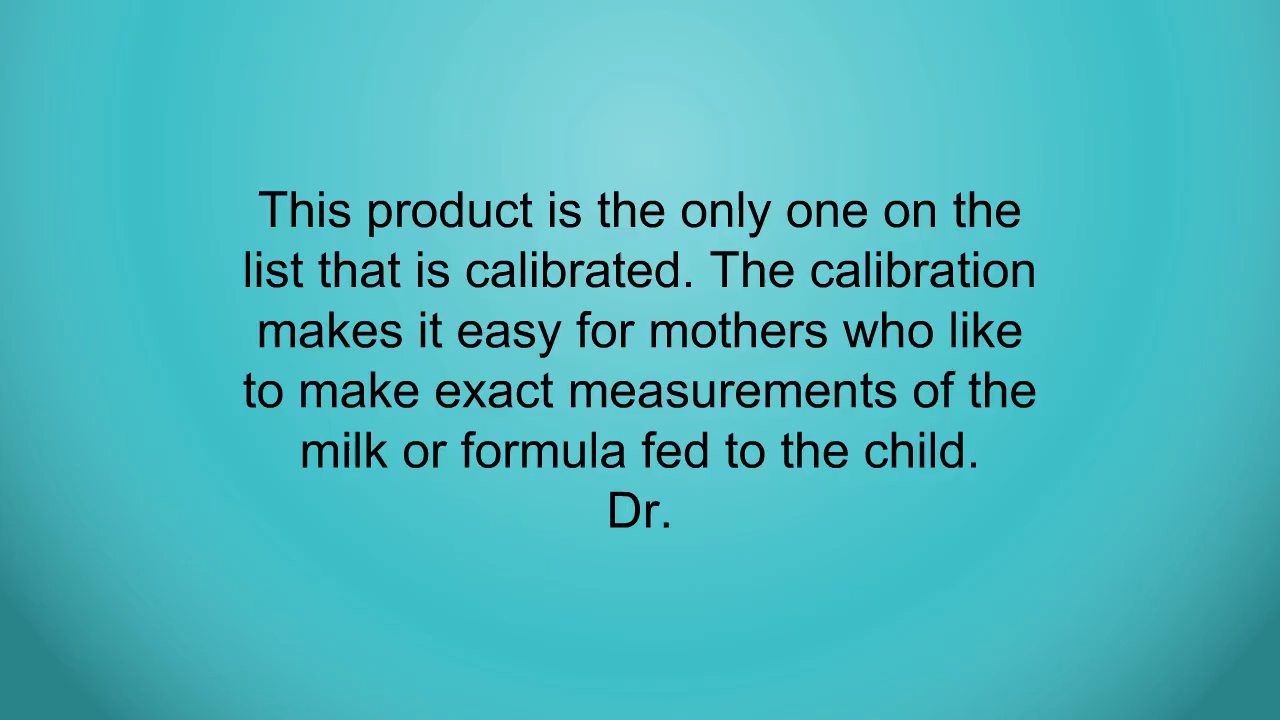 This product is the only one on the
list that is calibrated. The calibration
makes it easy for mothers who like
to make exact measurements of the
milk or formula fed to the child.
Dr.